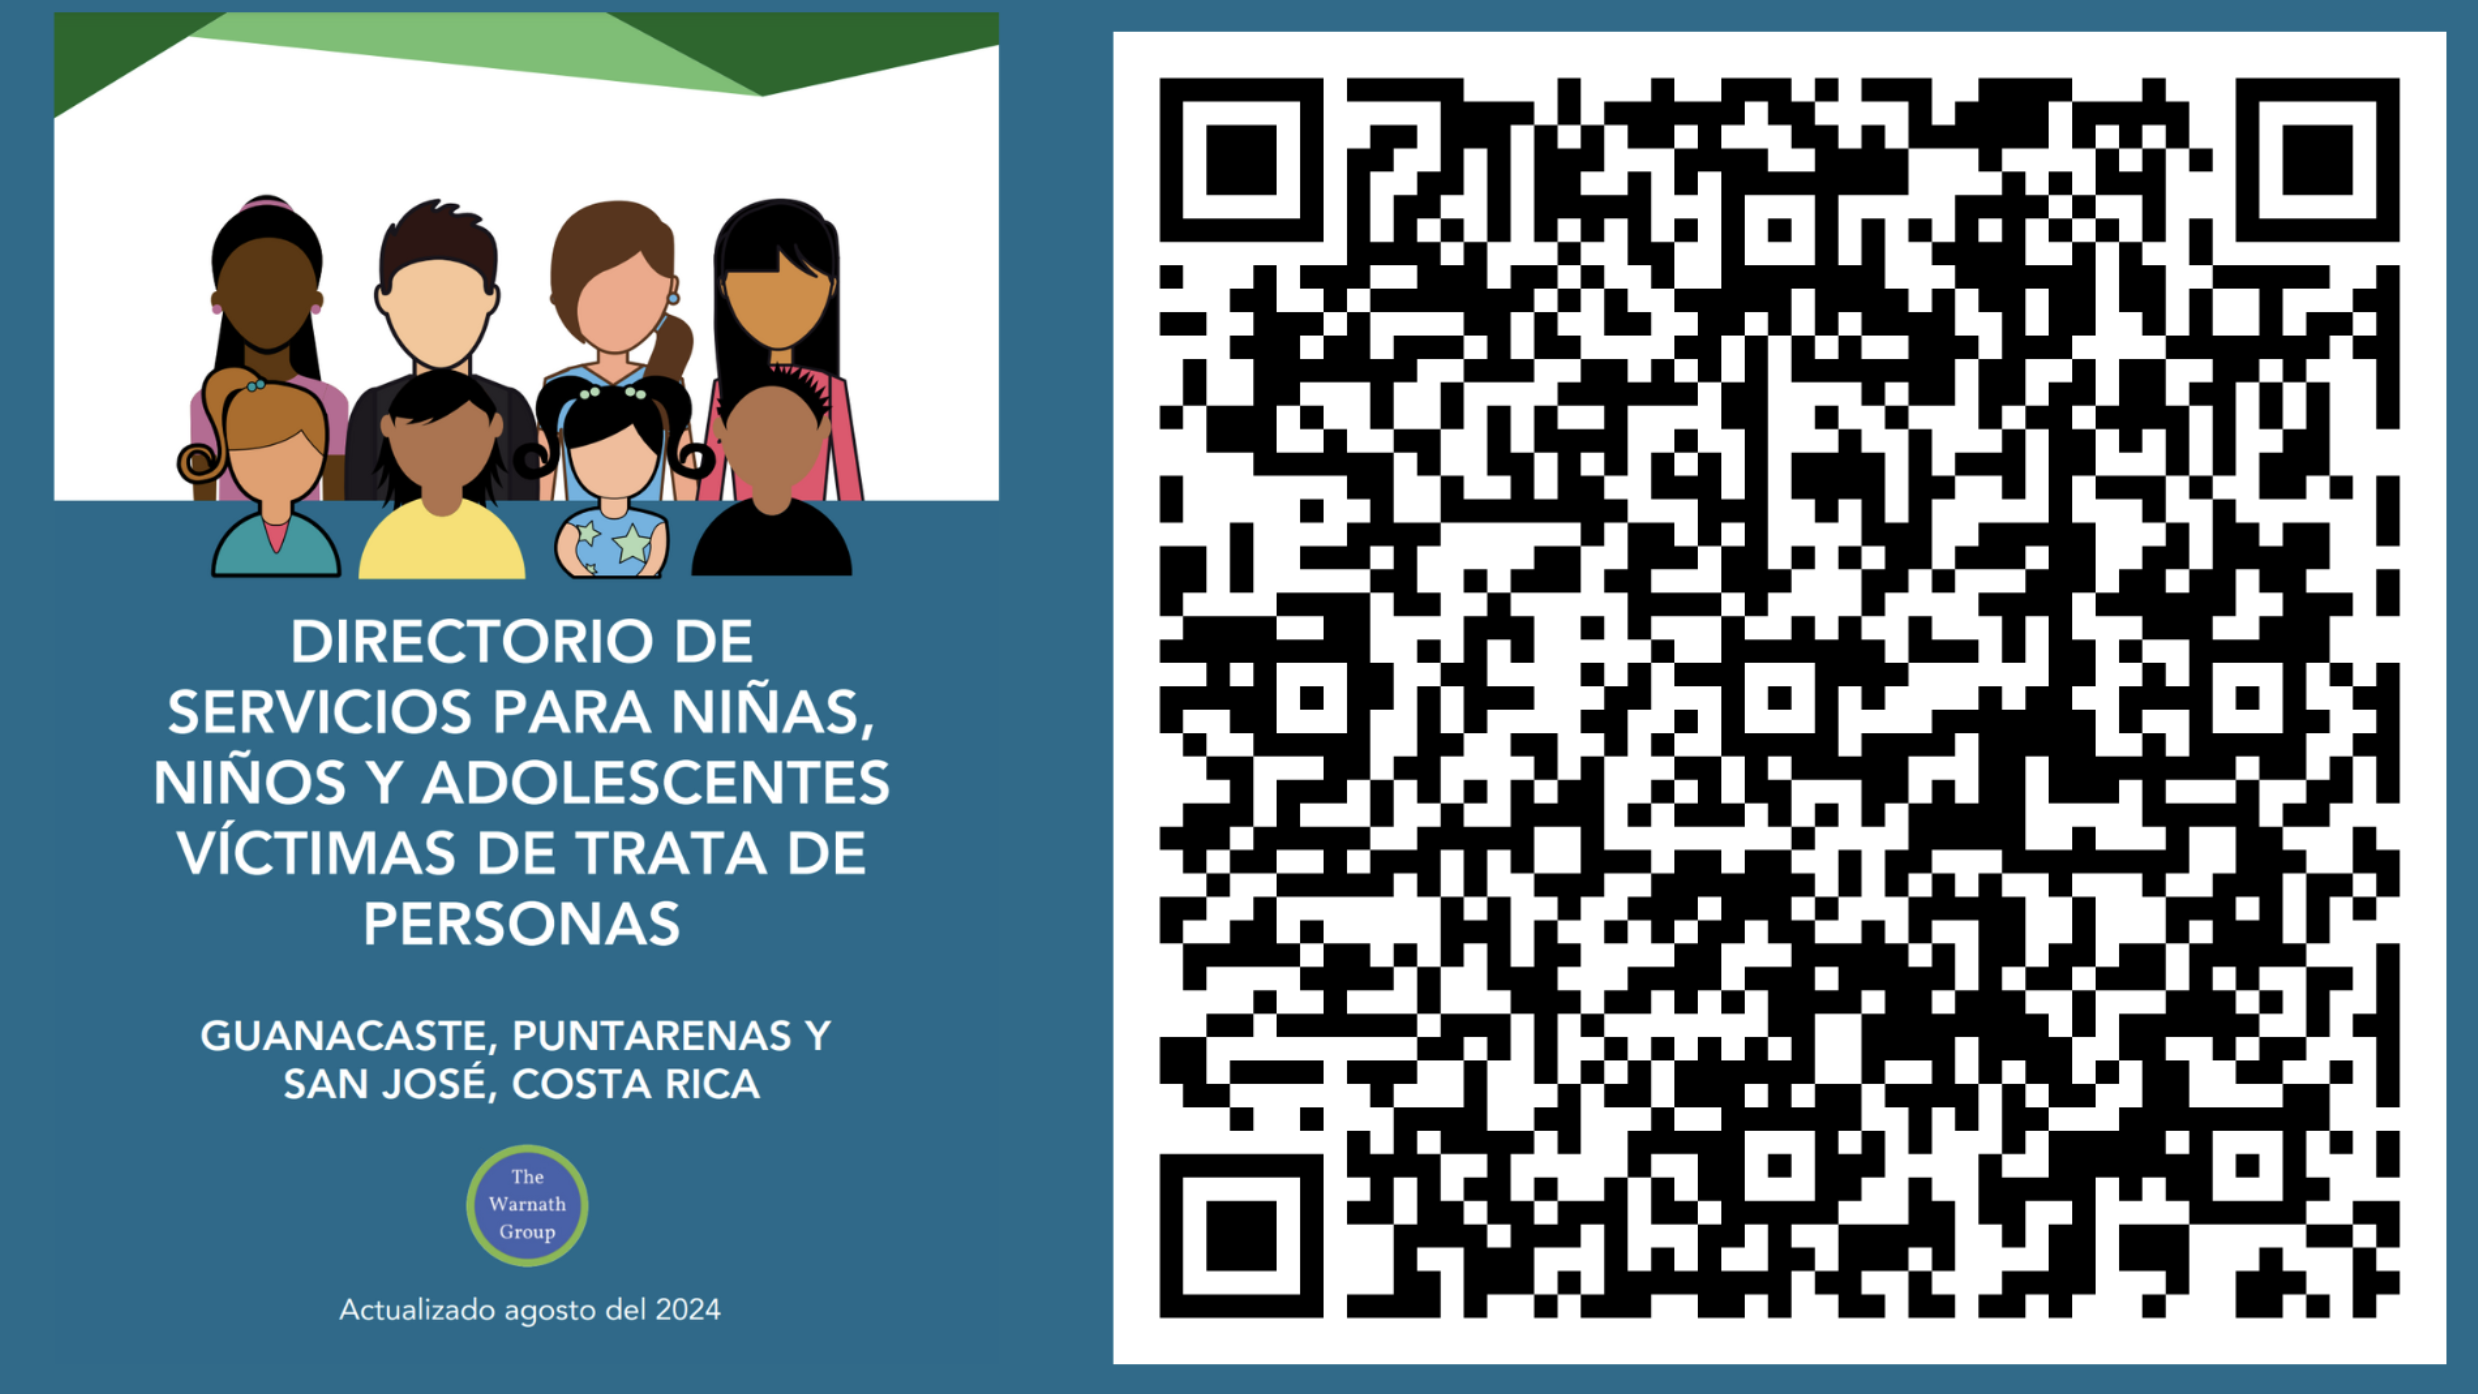 DIRECTORIO DE
SERVICIOS PARA NIÑAS,
NIÑOS Y ADOLESCENTES
VÍCTIMAS DE TRATA DE
PERSONAS
GUANACASTE, PUNTARENAS Y
SAN JOSÉ, COSTA RICA
The
Warnath
Group
Actualizado agosto del 2024